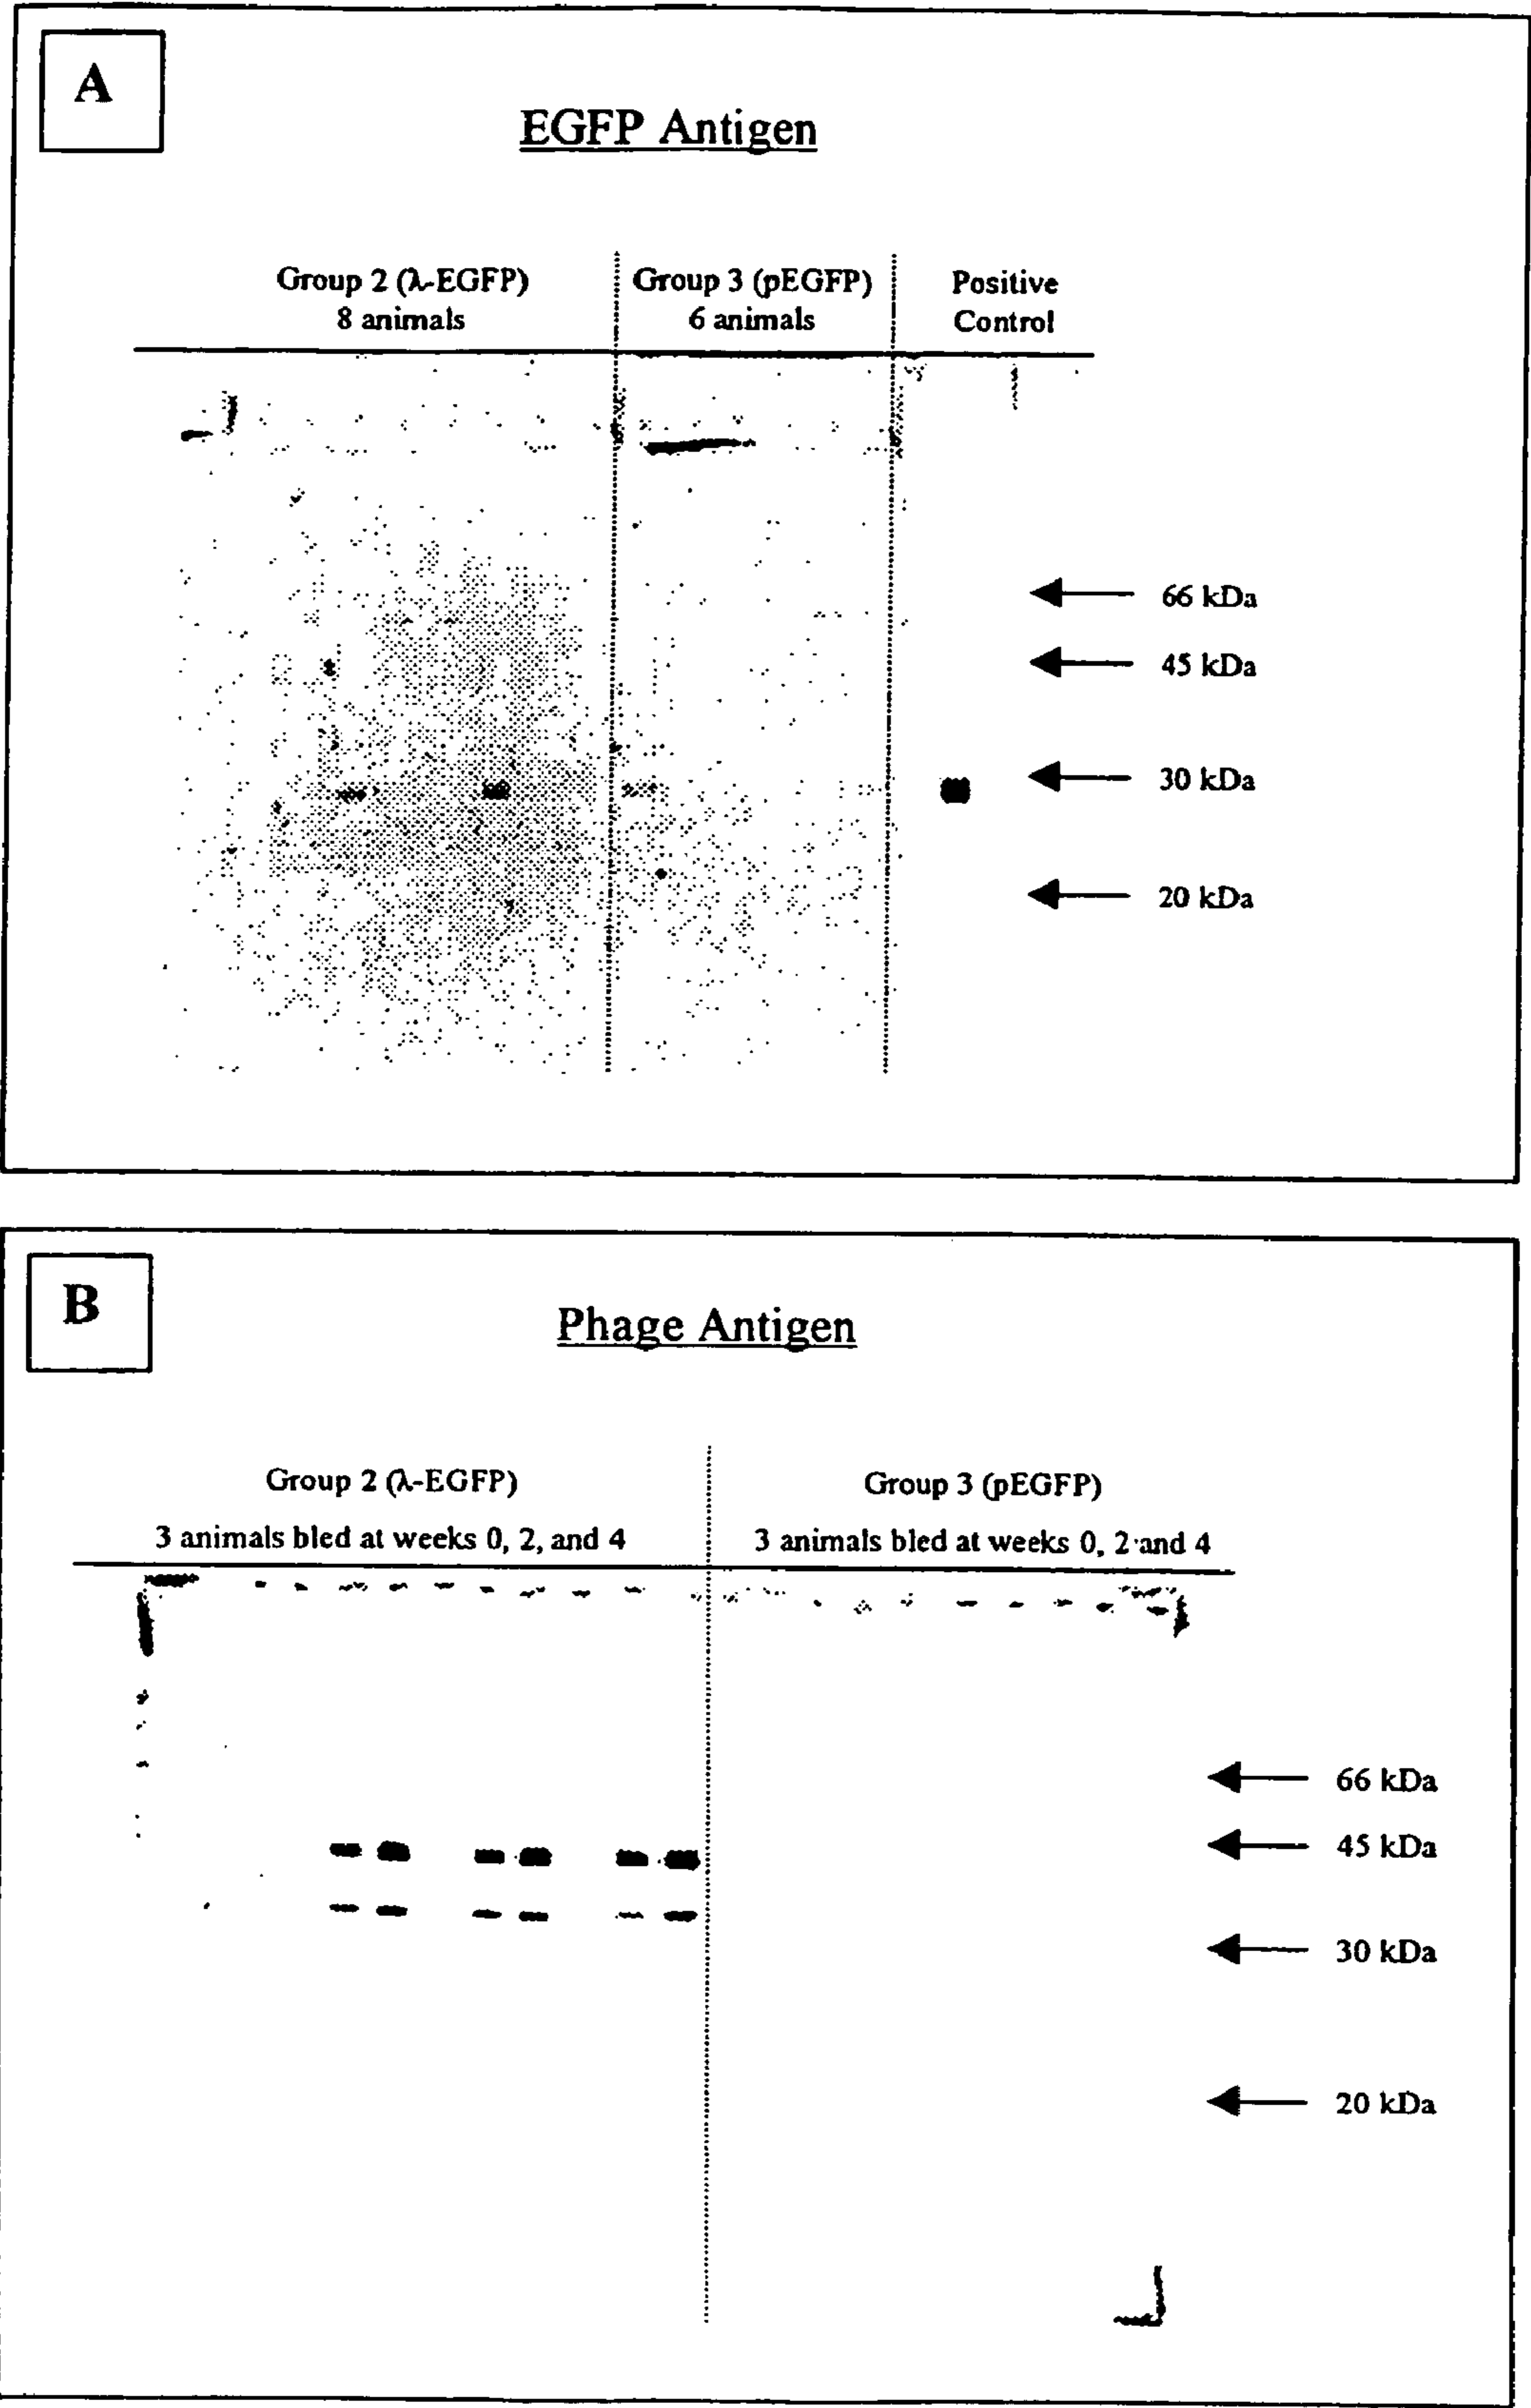 A
EGFP Antigen
Group 2 (λ-EGFP)
8 animals
Group 3 (pEGFP)
6 animals
Positive
Control
66 kDa
45 kDa
30 kDa
20 kDa
B
Phage Antigen
Group 2 (λ-EGFP)
3 animals bled at weeks 0, 2, and 4
Group 3 (pEGFP)
3 animals bled at weeks 0, 2 and 4
66 kDa
45 kDa
30 kDa
20 kDa